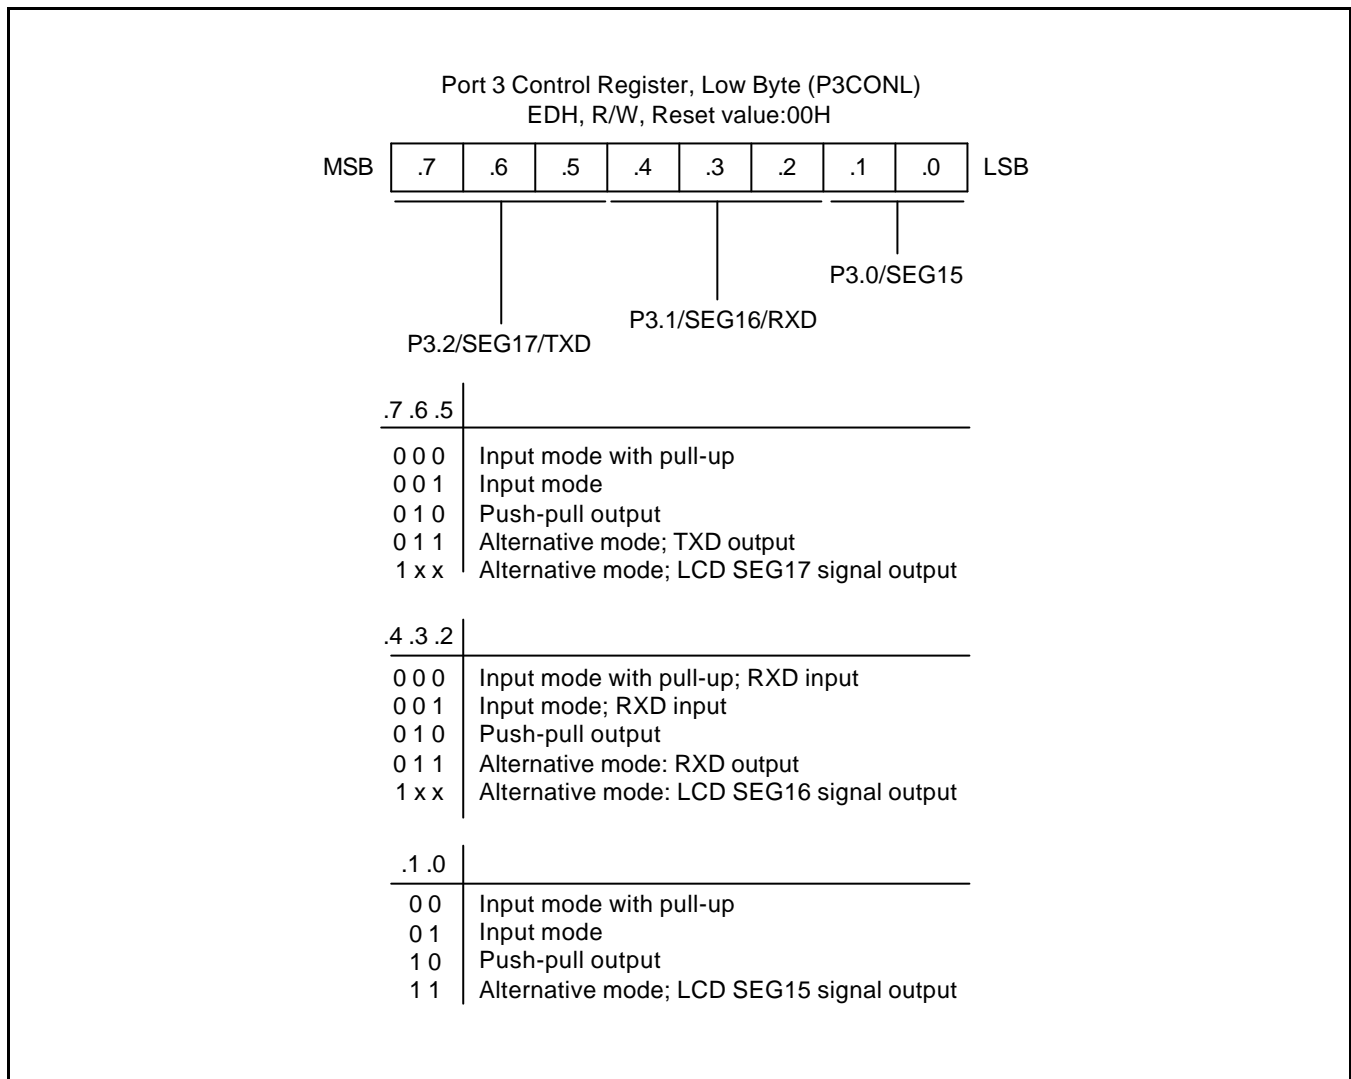 Port 3 Control Register, Low Byte (P3CONL)
EDH, R/W, Reset value:00H
MSB .7 .6 .5 .4 .3 .2 .1 .0 LSB
P3.0/SEG15
P3.1/SEG16/RXD
P3.2/SEG17/TXD
.7 .6 .5
0 0 0 Input mode with pull-up
0 0 1 Input mode
0 1 0 Push-pull output
0 1 1 Alternative mode; TXD output
1 x x Alternative mode; LCD SEG17 signal output
.4 .3 .2
0 0 0 Input mode with pull-up; RXD input
0 0 1 Input mode; RXD input
0 1 0 Push-pull output
0 1 1 Alternative mode: RXD output
1 x x Alternative mode: LCD SEG16 signal output
.1 .0
0 0 Input mode with pull-up
0 1 Input mode
1 0 Push-pull output
1 1 Alternative mode; LCD SEG15 signal output